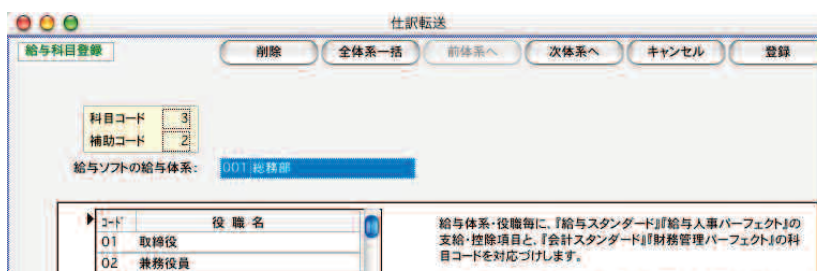 仕訳転送
給与科目登録 削除 全体系一括 前体系へ 次体系へ キャンセル 登録
科目コード 3
補助コード 2
給与ソフトの給与体系: 001 総務部
コード 役職名
01 取締役
02 兼務役員
給与体系・役職毎に、『給与スタンダード』『給与人事パーフェクト』の
支給・控除項目と、『会計スタンダード』『財務管理パーフェクト』の科
目コードを対応づけします。